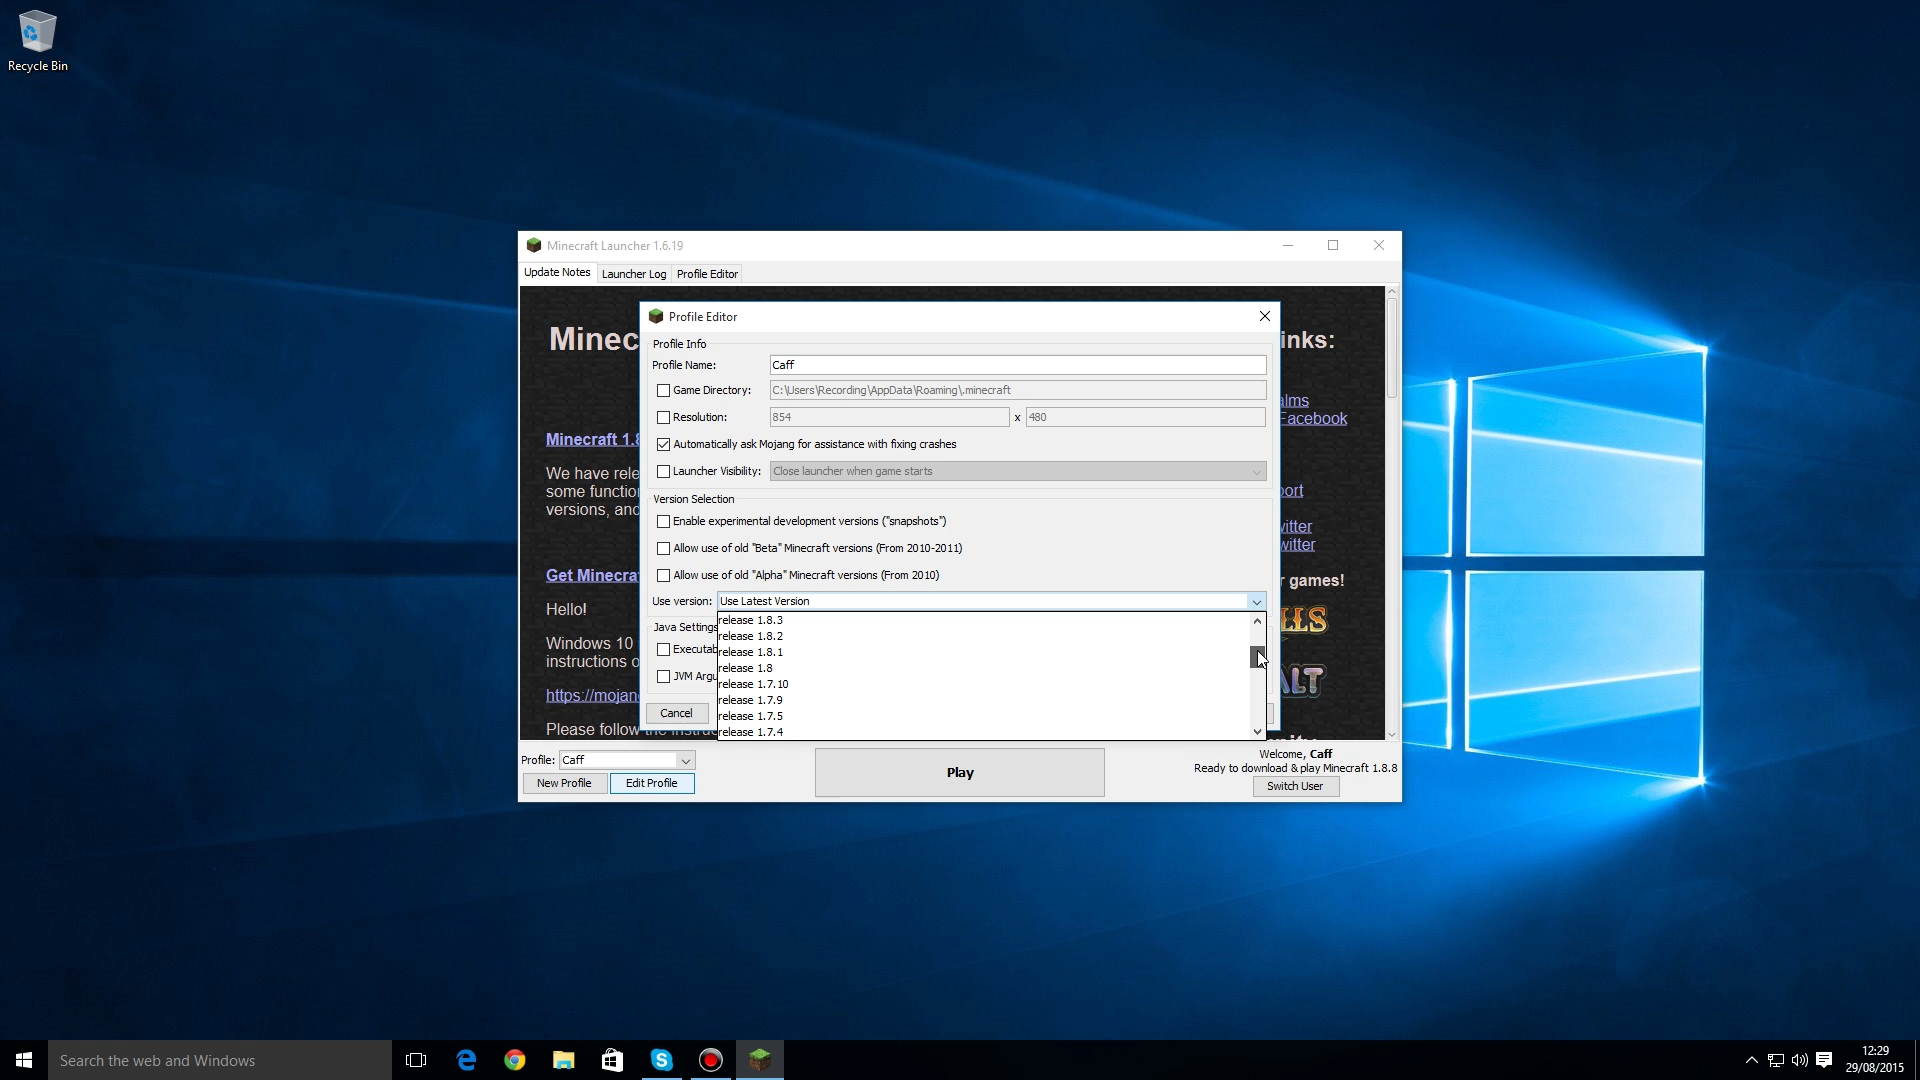 Recycle Bin
Minecraft Launcher 1.6.19
Update Notes Launcher Log Profile Editor
Minec
inks:
Profile Editor
Profile Info
Profile Name: Caff
Game Directory: C:\Users\Recording\AppData\Roaming\.minecraft
Resolution: 854 x 480
Automatically ask Mojang for assistance with fixing crashes
Launcher Visibility: Close launcher when game starts
Version Selection
Enable experimental development versions ("snapshots")
Allow use of old "Beta" Minecraft versions (From 2010-2011)
Allow use of old "Alpha" Minecraft versions (From 2010)
Use version: Use Latest Version
release 1.8.3
release 1.8.2
release 1.8.1
release 1.8
release 1.7.10
release 1.7.9
release 1.7.5
release 1.7.4
Java Settings
Executab
JVM Argu
Cancel
Minecraft 1.8
We have rele
some function
versions, and
Get Minecra
Hello!
Windows 10
instructions o
https://mojan
Please follow the instruc
alms
Facebook
port
witter
witter
r games!
LLS
ALT
Profile: Caff
New Profile Edit Profile
Play
Welcome, Caff
Ready to download & play Minecraft 1.8.8
Switch User
Search the web and Windows
12:29
29/08/2015